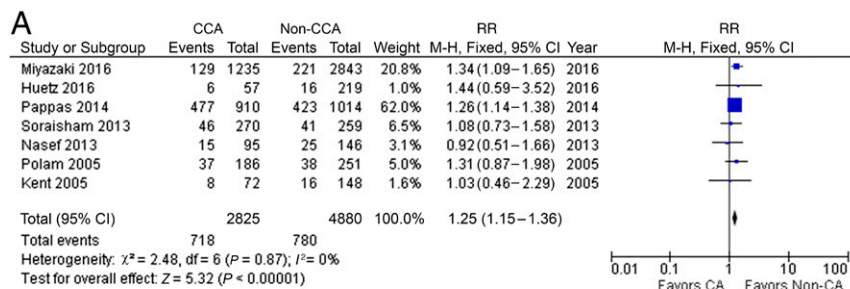 A
CCA Non-CCA RR RR
Study or Subgroup Events Total Events Total Weight M-H, Fixed, 95% CI Year M-H, Fixed, 95% CI
Miyazaki 2016 129 1235 221 2843 20.8% 1.34 (1.09–1.65) 2016
Huetz 2016 6 57 16 219 1.0% 1.44 (0.59–3.52) 2016
Pappas 2014 477 910 423 1014 62.0% 1.26 (1.14–1.38) 2014
Soraisham 2013 46 270 41 259 6.5% 1.08 (0.73–1.58) 2013
Nasef 2013 15 95 25 146 3.1% 0.92 (0.51–1.66) 2013
Polam 2005 37 186 38 251 5.0% 1.31 (0.87–1.98) 2005
Kent 2005 8 72 16 148 1.6% 1.03 (0.46–2.29) 2005
Total (95% CI) 2825 4880 100.0% 1.25 (1.15–1.36)
Total events 718 780
Heterogeneity: χ² = 2.48, df = 6 (P = 0.87); I² = 0%
Test for overall effect: Z = 5.32 (P < 0.00001)
0.01 0.1 1 10 100
Favors CA Favors Non-CA